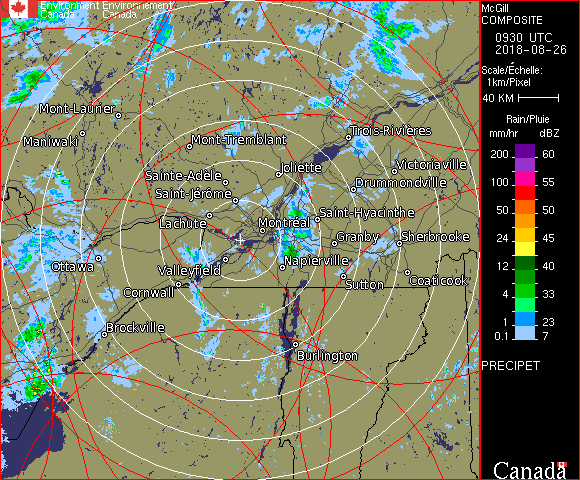 Environment Environnement
Canada Canada
McGill
COMPOSITE
0930 UTC
2018-08-26
Scale/Échelle:
1km/Pixel
40 KM
Rain/Pluie
mm/hr dBZ
200 60
100 55
50 50
24 45
12 40
4 33
1 23
0.1 7
PRECIPET
Canada
Mont-Laurier
Maniwaki
Mont-Tremblant
Trois-Rivières
Sainte-Adèle
Joliette
Victoriaville
Saint-Jérôme
Drummondville
Lachute
Montréal
Saint-Hyacinthe
Granby
Sherbrooke
Ottawa
Valleyfield
Napierville
Cornwall
Sutton
Coaticook
Brockville
Burlington